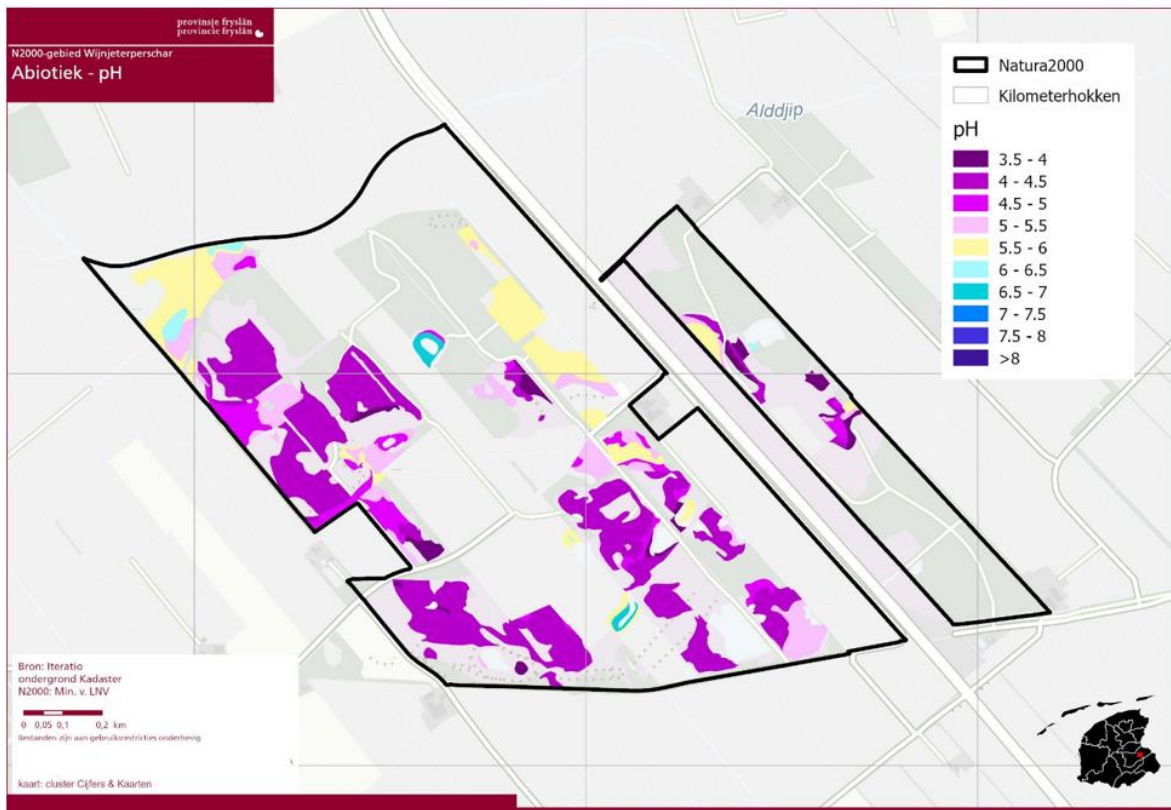 provinsje fryslân
provincie fryslân
N2000-gebied Wijnjeterperschar
Abiotiek - pH
Alddjip
Natura2000
Kilometerhokken
pH
3.5 - 4
4 - 4.5
4.5 - 5
5 - 5.5
5.5 - 6
6 - 6.5
6.5 - 7
7 - 7.5
7.5 - 8
>8
Bron: Iteratio
ondergrond Kadaster
N2000: Min. v. LNV
0 0,05 0,1 0,2 km
Bestanden zijn aan gebruiksrestricties onderhevig
kaart: cluster Cijfers & Kaarten